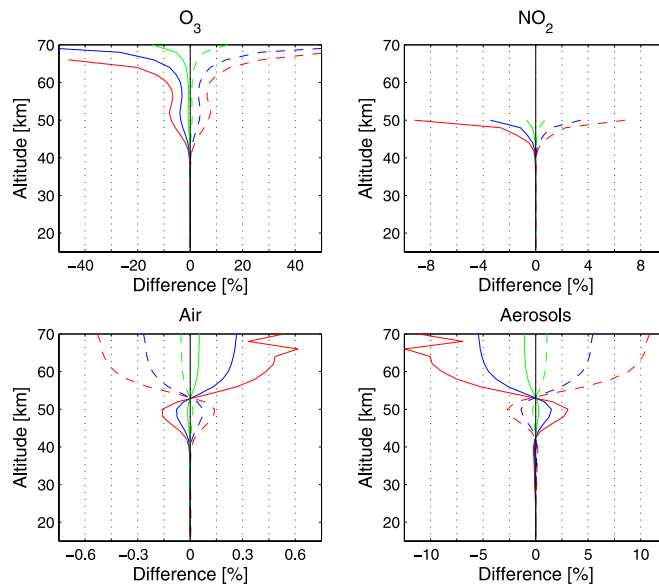 O3
NO2
70
60
50
40
30
20
Altitude [km]
−40 −20 0 20 40
Difference [%]
70
60
50
40
30
20
Altitude [km]
−8 −4 0 4 8
Difference [%]
Air
Aerosols
70
60
50
40
30
20
Altitude [km]
−0.6 −0.3 0 0.3 0.6
Difference [%]
70
60
50
40
30
20
Altitude [km]
−10 −5 0 5 10
Difference [%]